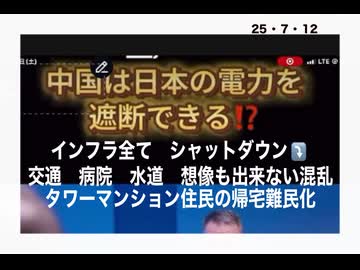 25・7・12
(土)
LTE
中国は日本の電力を
遮断できる⁉️
インフラ全て　シャットダウン⤵️
交通　病院　水道　想像も出来ない混乱
タワーマンション住民の帰宅難民化